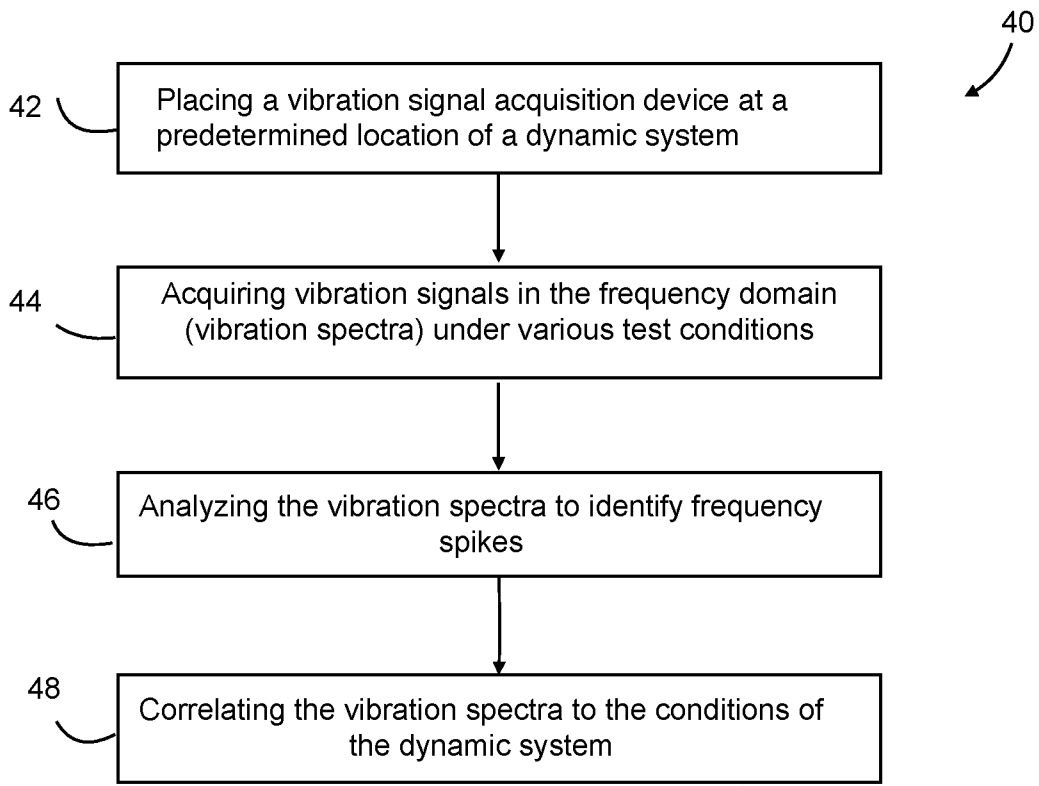 40
42
Placing a vibration signal acquisition device at a
predetermined location of a dynamic system
44
Acquiring vibration signals in the frequency domain
(vibration spectra) under various test conditions
46
Analyzing the vibration spectra to identify frequency
spikes
48
Correlating the vibration spectra to the conditions of
the dynamic system